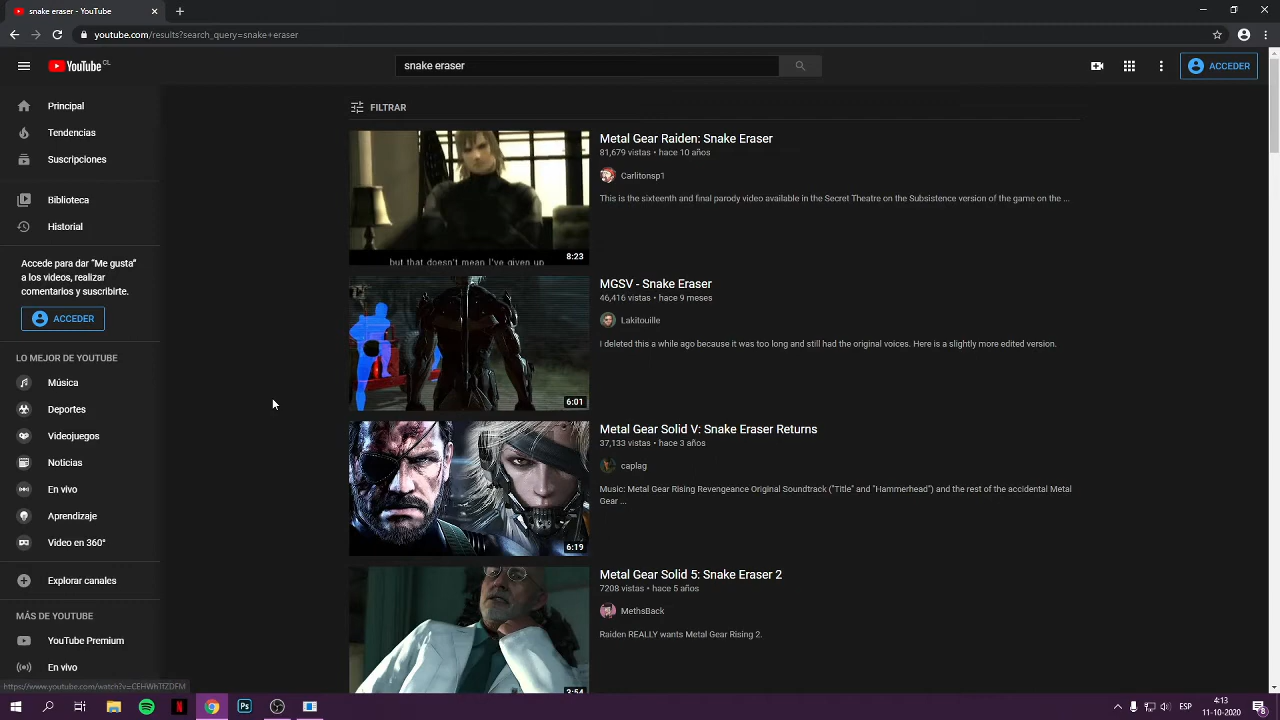 snake eraser - YouTube
youtube.com/results?search_query=snake+eraser
YouTube CL
snake eraser
ACCEDER
Principal
Tendencias
Suscripciones
Biblioteca
Historial
Accede para dar "Me gusta"
a los videos, realizar
comentarios y suscribirte.
ACCEDER
LO MEJOR DE YOUTUBE
Música
Deportes
Videojuegos
Noticias
En vivo
Aprendizaje
Video en 360°
Explorar canales
MÁS DE YOUTUBE
YouTube Premium
En vivo
FILTRAR
but that doesn't mean I've given up
8:23
Metal Gear Raiden: Snake Eraser
81,679 vistas • hace 10 años
Carlitonsp1
This is the sixteenth and final parody video available in the Secret Theatre on the Subsistence version of the game on the ...
6:01
MGSV - Snake Eraser
46,416 vistas • hace 9 meses
Lakitouille
I deleted this a while ago because it was too long and still had the original voices. Here is a slightly more edited version.
6:19
Metal Gear Solid V: Snake Eraser Returns
37,133 vistas • hace 3 años
caplag
Music: Metal Gear Rising Revengeance Original Soundtrack ("Title" and "Hammerhead") and the rest of the accidental Metal
Gear ...
3:54
Metal Gear Solid 5: Snake Eraser 2
7208 vistas • hace 5 años
MethsBack
Raiden REALLY wants Metal Gear Rising 2.
Ps
ESP
4:13
11-10-2020